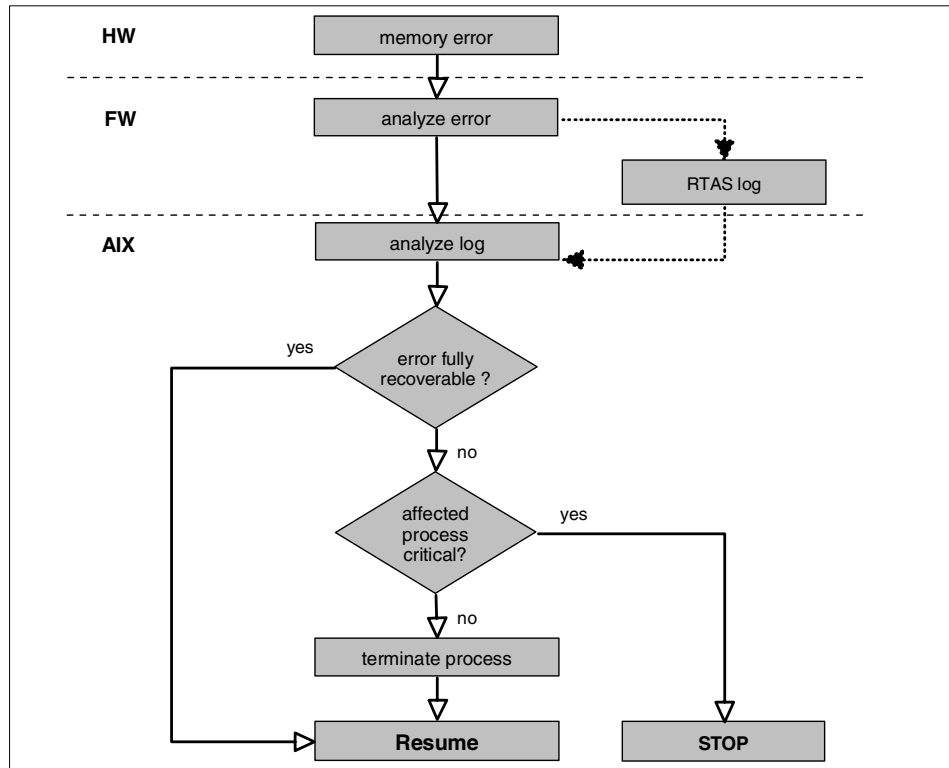 HW
memory error
FW
analyze error
RTAS log
AIX
analyze log
yes
error fully
recoverable ?
no
affected
process
critical?
yes
no
terminate process
Resume
STOP